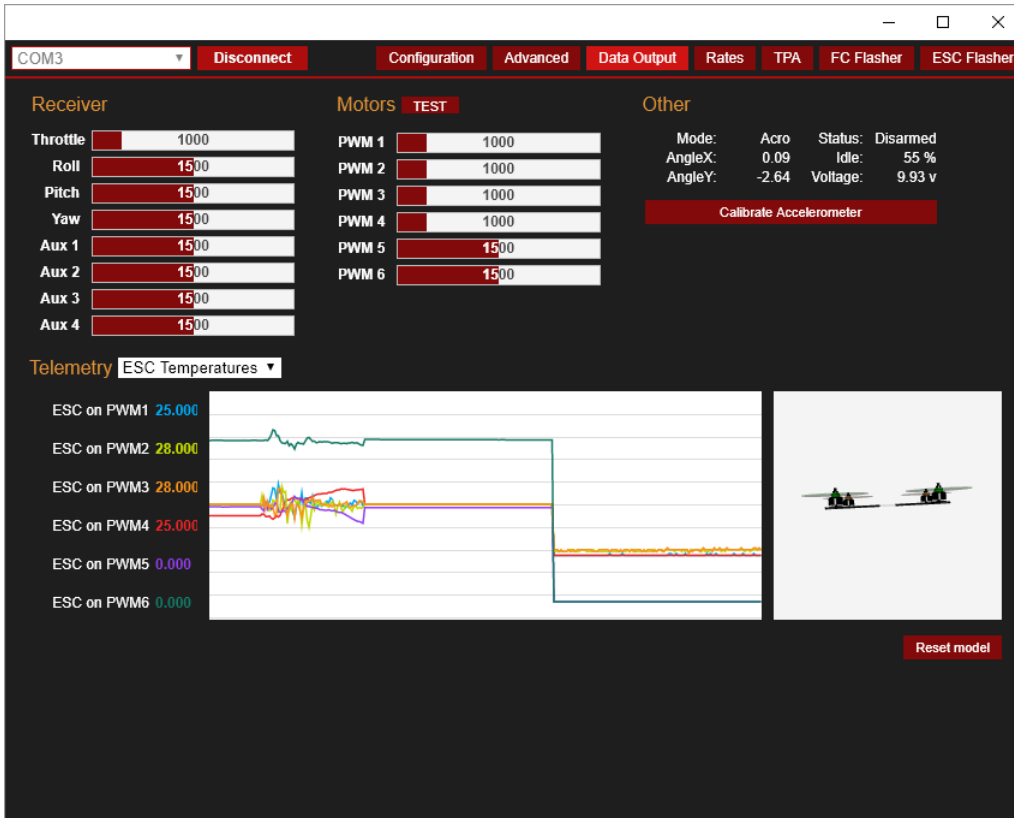 COM3 Disconnect Configuration Advanced Data Output Rates TPA FC Flasher ESC Flasher
Receiver
Throttle 1000
Roll 1500
Pitch 1500
Yaw 1500
Aux 1 1500
Aux 2 1500
Aux 3 1500
Aux 4 1500
Motors TEST
PWM 1 1000
PWM 2 1000
PWM 3 1000
PWM 4 1000
PWM 5 1500
PWM 6 1500
Other
Mode: Acro Status: Disarmed
AngleX: 0.09 Idle: 55 %
AngleY: -2.64 Voltage: 9.93 v
Calibrate Accelerometer
Telemetry ESC Temperatures
ESC on PWM1 25.000
ESC on PWM2 28.000
ESC on PWM3 28.000
ESC on PWM4 25.000
ESC on PWM5 0.000
ESC on PWM6 0.000
Reset model